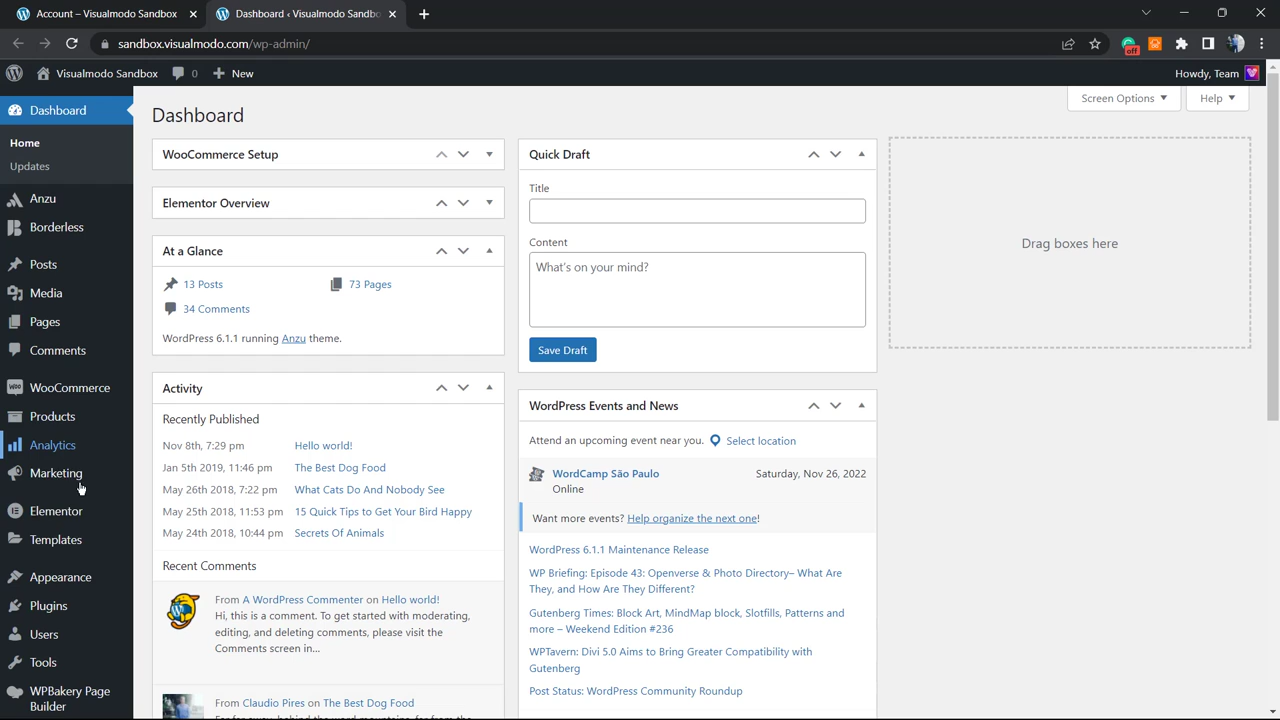 Account – Visualmodo Sandbox
Dashboard ‹ Visualmodo Sandbox
sandbox.visualmodo.com/wp-admin/
off
Visualmodo Sandbox
0
New
Howdy, Team
Dashboard
Home
Updates
Anzu
Borderless
Posts
Media
Pages
Comments
WooCommerce
Products
Analytics
Marketing
Elementor
Templates
Appearance
Plugins
Users
Tools
WPBakery Page
Builder
Dashboard
Screen Options
Help
WooCommerce Setup
Elementor Overview
At a Glance
13 Posts
73 Pages
34 Comments
WordPress 6.1.1 running Anzu theme.
Activity
Recently Published
Nov 8th, 7:29 pm Hello world!
Jan 5th 2019, 11:46 pm The Best Dog Food
May 26th 2018, 7:22 pm What Cats Do And Nobody See
May 25th 2018, 11:53 pm 15 Quick Tips to Get Your Bird Happy
May 24th 2018, 10:44 pm Secrets Of Animals
Recent Comments
From A WordPress Commenter on Hello world!
Hi, this is a comment. To get started with moderating,
editing, and deleting comments, please visit the
Comments screen in…
From Claudio Pires on The Best Dog Food
Quick Draft
Title
Content
What's on your mind?
Save Draft
WordPress Events and News
Attend an upcoming event near you. Select location
WordCamp São Paulo
Saturday, Nov 26, 2022
Online
Want more events? Help organize the next one!
WordPress 6.1.1 Maintenance Release
WP Briefing: Episode 43: Openverse & Photo Directory– What Are
They, and How Are They Different?
Gutenberg Times: Block Art, MindMap block, Slotfills, Patterns and
more – Weekend Edition #236
WPTavern: Divi 5.0 Aims to Bring Greater Compatibility with
Gutenberg
Post Status: WordPress Community Roundup
Drag boxes here